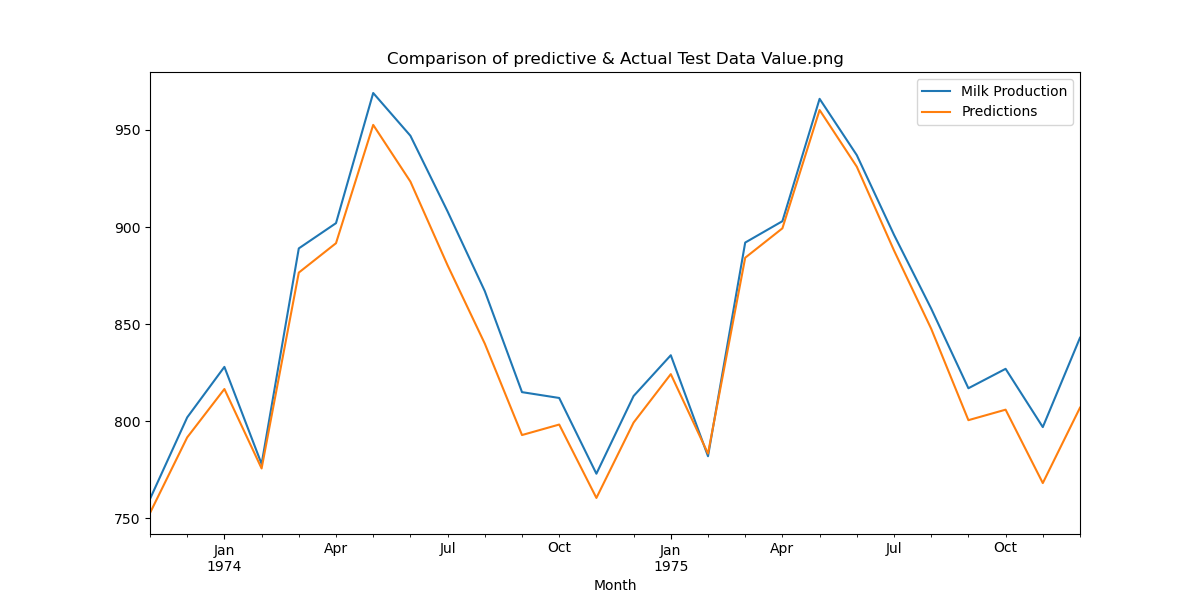 Comparison of predictive & Actual Test Data Value.png
Milk Production
Predictions
950
900
850
800
750
Jan Apr Jul Oct Jan Apr Jul Oct
1974 1975
Month